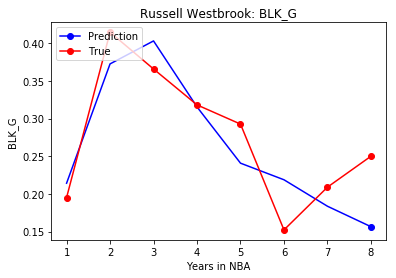 Russell Westbrook: BLK_G
Prediction
True
0.40
0.35
0.30
0.25
0.20
0.15
BLK_G
1 2 3 4 5 6 7 8
Years in NBA